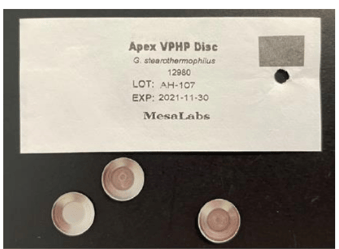 Apex VPHP Disc
G. stearothermophilus
12980
LOT: AH-107
EXP: 2021-11-30
MesaLabs